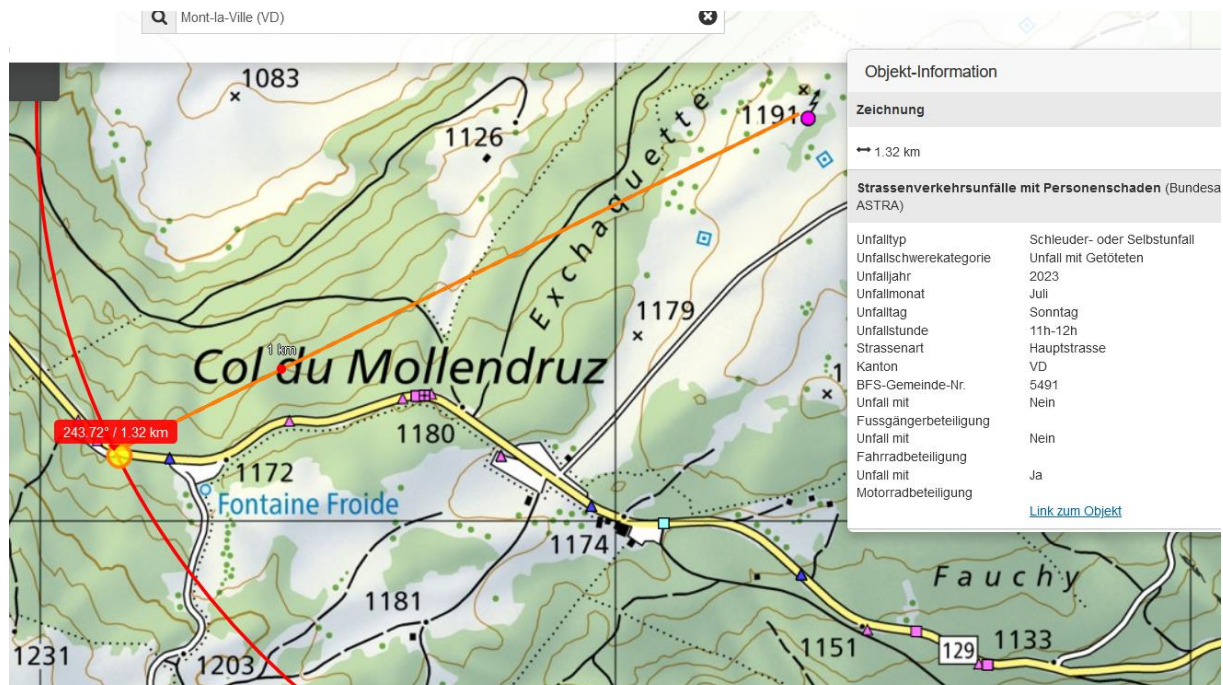 Mont-la-Ville (VD)
1083
1126
1191
Exchaquette
1179
Col du Mollendruz
1 km
243.72° / 1.32 km
1180
1172
Fontaine Froide
1174
1181
Fauchy
1151
129
1133
1231
1203
Objekt-Information
Zeichnung
↔ 1.32 km
Strassenverkehrsunfälle mit Personenschaden (Bundesa
ASTRA)
Unfalltyp Schleuder- oder Selbstunfall
Unfallschwerekategorie Unfall mit Getöteten
Unfalljahr 2023
Unfallmonat Juli
Unfalltag Sonntag
Unfallstunde 11h-12h
Strassenart Hauptstrasse
Kanton VD
BFS-Gemeinde-Nr. 5491
Unfall mit Nein
Fussgängerbeteiligung
Unfall mit Nein
Fahrradbeteiligung
Unfall mit Ja
Motorradbeteiligung
Link zum Objekt